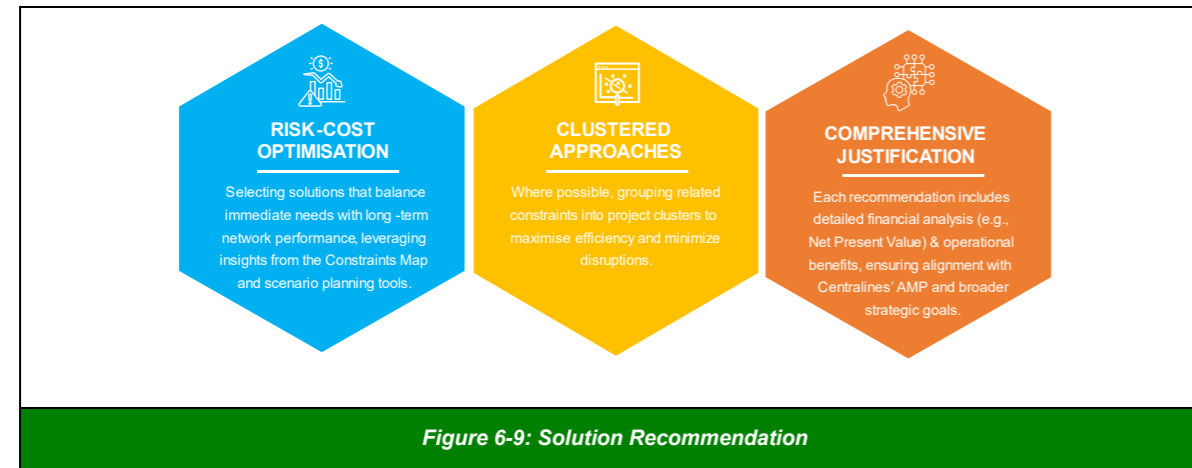 RISK-COST
OPTIMISATION
Selecting solutions that balance
immediate needs with long -term
network performance, leveraging
insights from the Constraints Map
and scenario planning tools.
CLUSTERED
APPROACHES
Where possible, grouping related
constraints into project clusters to
maximise efficiency and minimize
disruptions.
COMPREHENSIVE
JUSTIFICATION
Each recommendation includes
detailed financial analysis (e.g.,
Net Present Value) & operational
benefits, ensuring alignment with
Centralines' AMP and broader
strategic goals.
Figure 6-9: Solution Recommendation